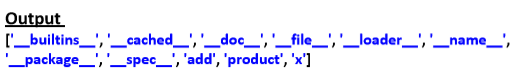 Output
['__builtins__', '__cached__', '__doc__', '__file__', '__loader__', '__name__',
'__package__', '__spec__', 'add', 'product', 'x']